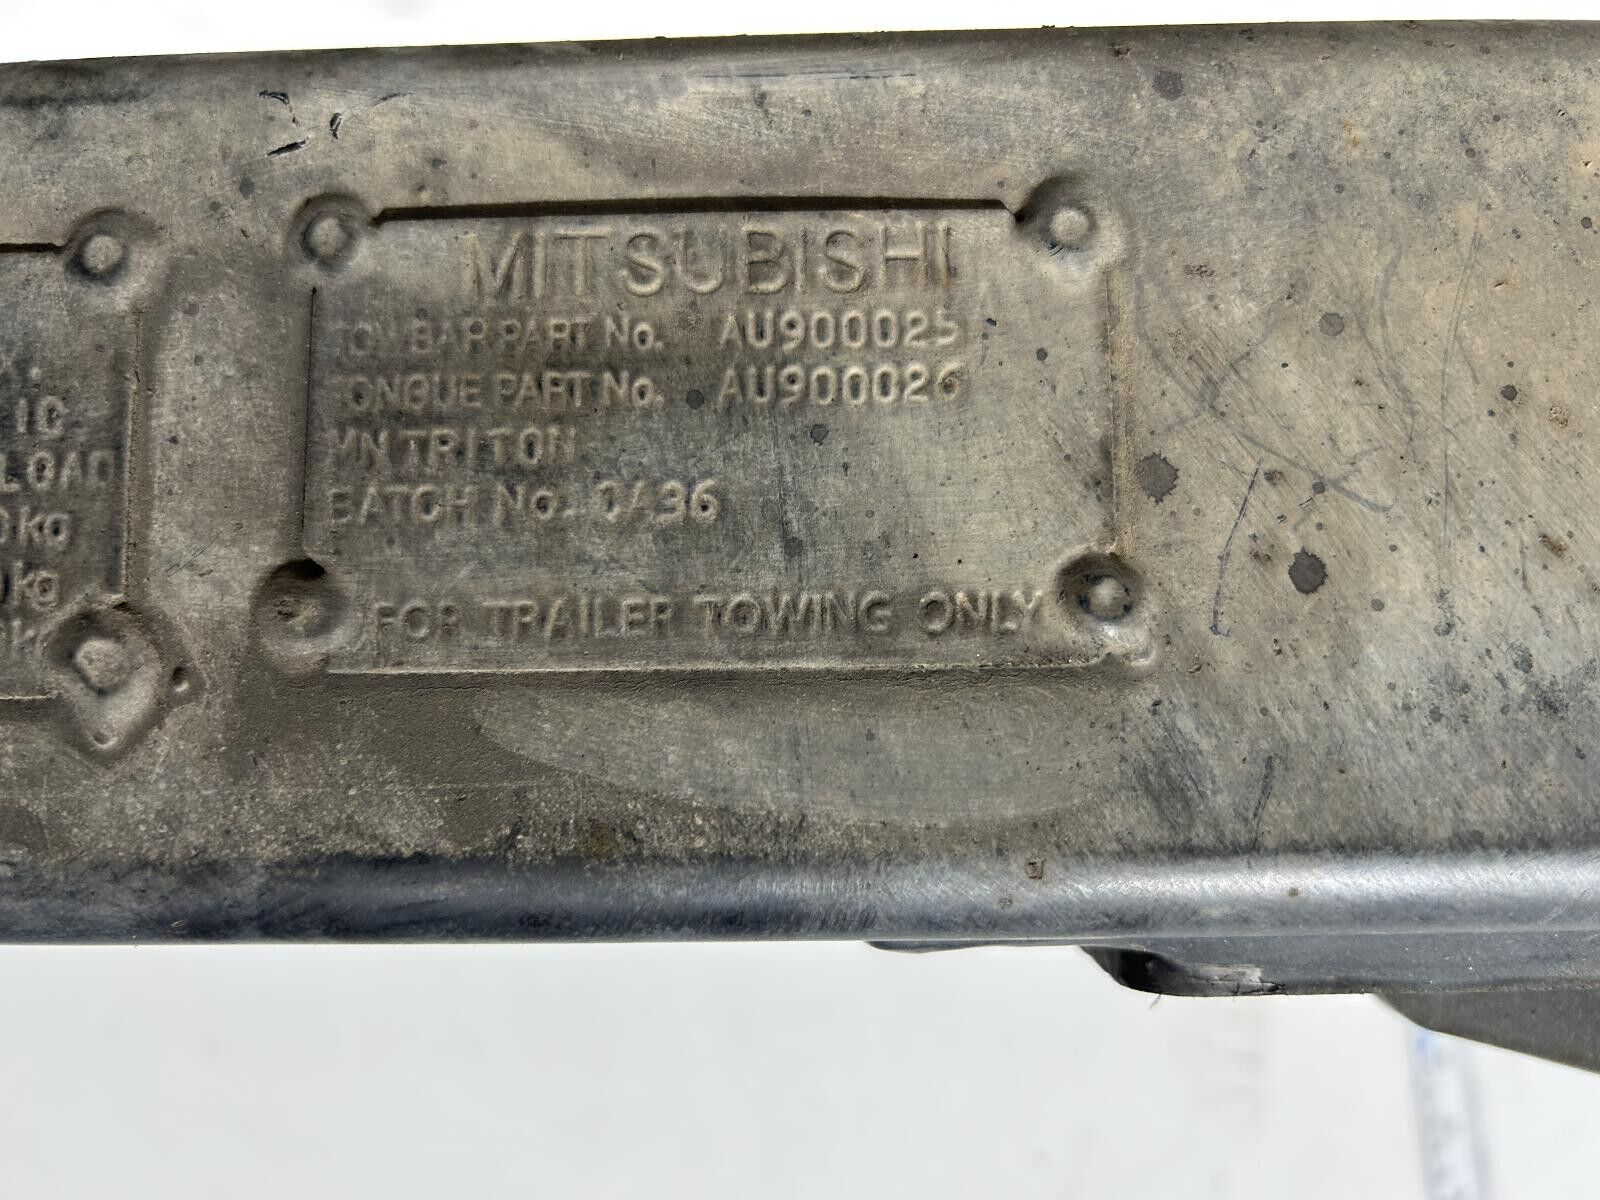 IC
LOAD
kg
kg
MITSUBISHI
TOW BAR PART No. AU900025
TONGUE PART No. AU900026
MN TRITON
BATCH No. CA36
FOR TRAILER TOWING ONLY